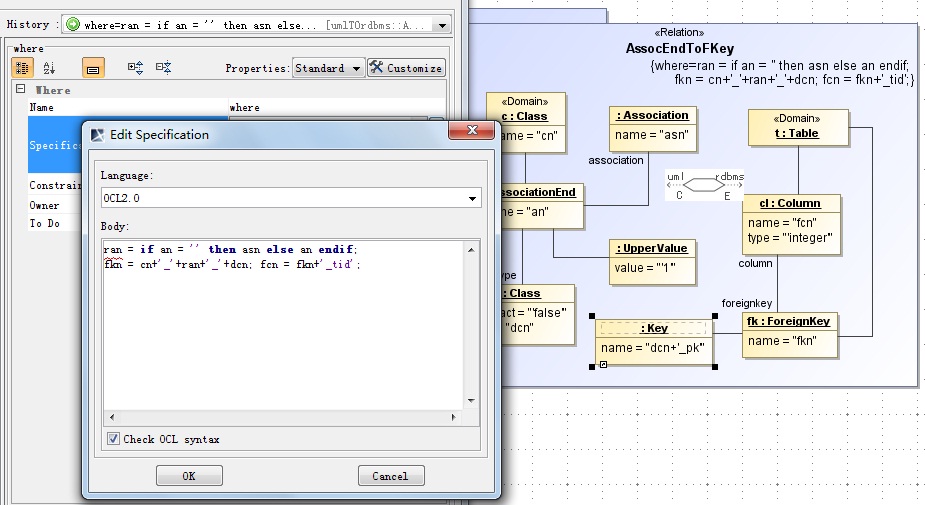 History :
where=ran = if an = '' then asn else... [umlTOrdbms::A...
where
Properties:
Standard
Customize
Where
Name
where
Specific
Constrain
Owner
To Do
Edit Specification
Language:
OCL2.0
Body:
ran = if an = '' then asn else an endif;
fkn = cn+'_'+ran+'_'+dcn; fcn = fkn+'_tid';
Check OCL syntax
OK
Cancel
«Relation»
AssocEndToFKey
{where=ran = if an = '' then asn else an endif;
fkn = cn+'_'+ran+'_'+dcn; fcn = fkn+'_tid';}
«Domain»
c : Class
ame = "cn"
: Association
name = "asn"
association
«Domain»
t : Table
uml
rdbms
C
E
ssociationEnd
me = "an"
cl : Column
name = "fcn"
type = "'integer'"
column
: UpperValue
value = "'1'"
ype
: Class
act = "false"
"dcn"
foreignkey
: Key
name = "dcn+'_pk'"
fk : ForeignKey
name = "fkn"